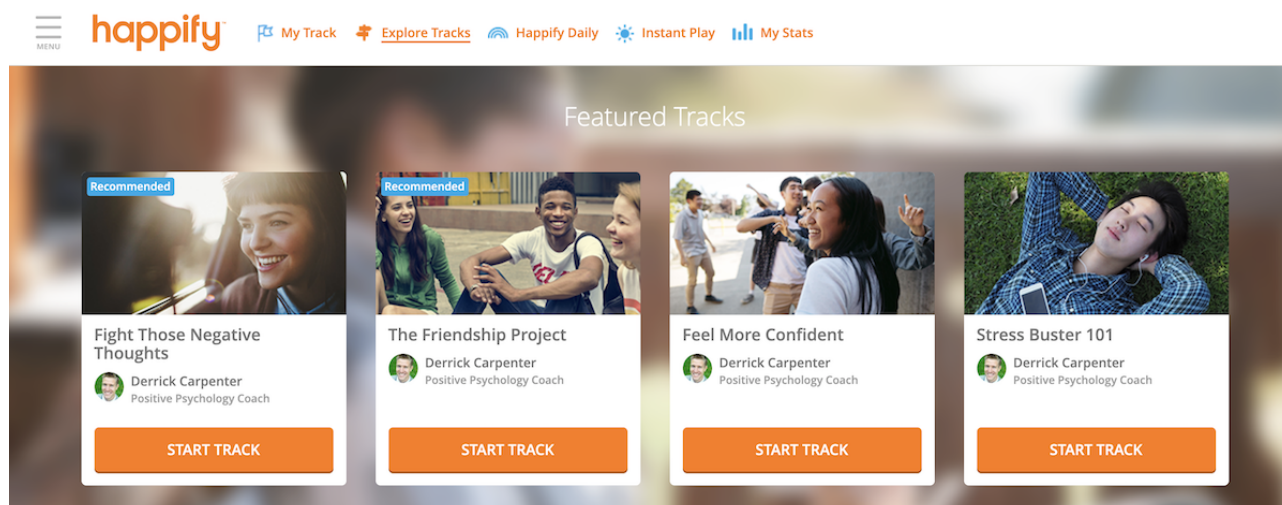 MENU
happify
My Track
Explore Tracks
Happify Daily
Instant Play
My Stats
Featured Tracks
Recommended
Fight Those Negative
Thoughts
Derrick Carpenter
Positive Psychology Coach
START TRACK
Recommended
The Friendship Project
Derrick Carpenter
Positive Psychology Coach
START TRACK
Feel More Confident
Derrick Carpenter
Positive Psychology Coach
START TRACK
Stress Buster 101
Derrick Carpenter
Positive Psychology Coach
START TRACK